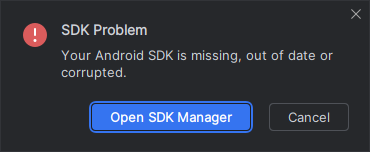 SDK Problem
Your Android SDK is missing, out of date or
corrupted.
Open SDK Manager
Cancel